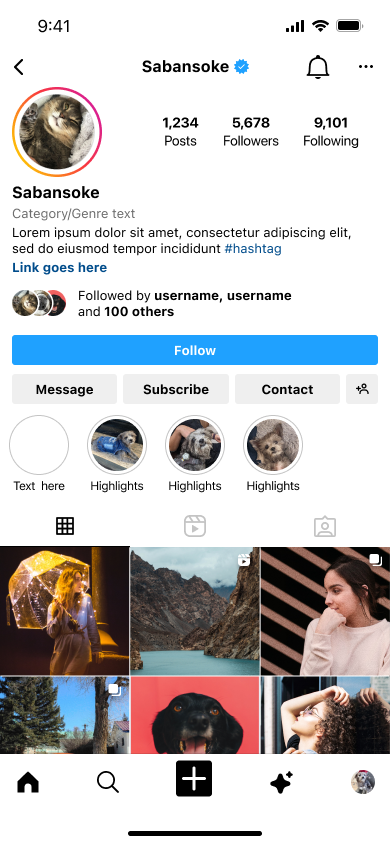 9:41
Sabansoke
1,234 5,678 9,101
Posts Followers Following
Sabansoke
Category/Genre text
Lorem ipsum dolor sit amet, consectetur adipiscing elit,
sed do eiusmod tempor incididunt #hashtag
Link goes here
Followed by username, username
and 100 others
Follow
Message Subscribe Contact
Text here Highlights Highlights Highlights